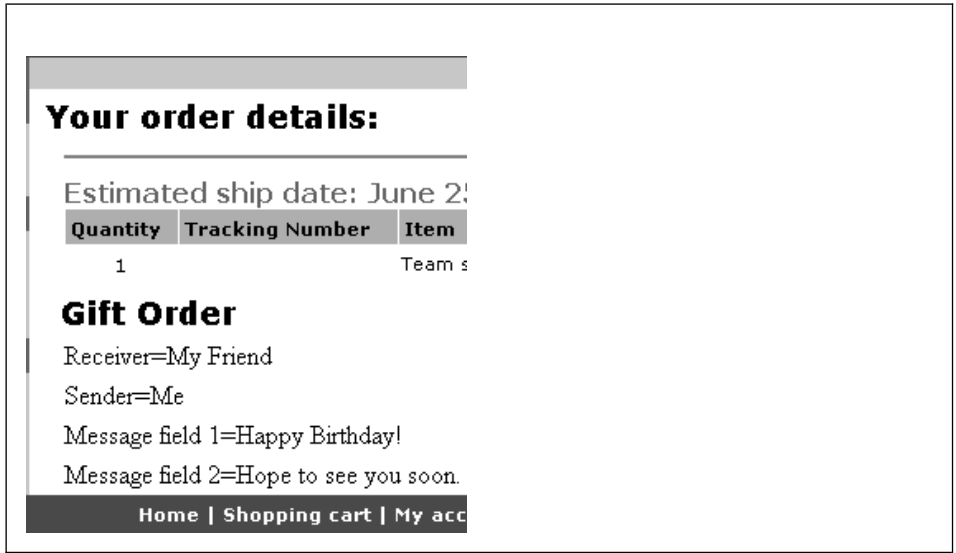 Your order details:
Estimated ship date: June
Quantity Tracking Number Item
1 Team
Gift Order
Receiver=My Friend
Sender=Me
Message field 1=Happy Birthday!
Message field 2=Hope to see you soon.
Home | Shopping cart | My